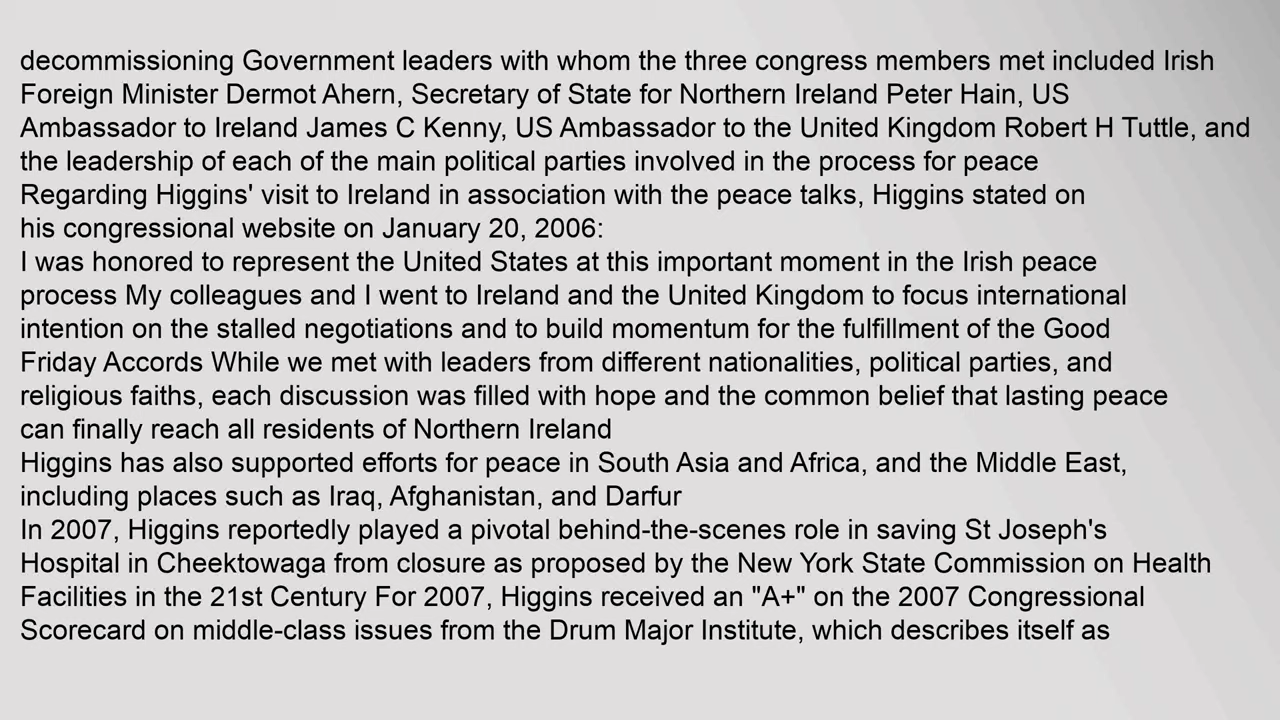 decommissioning Government leaders with whom the three congress members met included Irish
Foreign Minister Dermot Ahern, Secretary of State for Northern Ireland Peter Hain, US
Ambassador to Ireland James C Kenny, US Ambassador to the United Kingdom Robert H Tuttle, and
the leadership of each of the main political parties involved in the process for peace
Regarding Higgins' visit to Ireland in association with the peace talks, Higgins stated on
his congressional website on January 20, 2006:
I was honored to represent the United States at this important moment in the Irish peace
process My colleagues and I went to Ireland and the United Kingdom to focus international
intention on the stalled negotiations and to build momentum for the fulfillment of the Good
Friday Accords While we met with leaders from different nationalities, political parties, and
religious faiths, each discussion was filled with hope and the common belief that lasting peace
can finally reach all residents of Northern Ireland
Higgins has also supported efforts for peace in South Asia and Africa, and the Middle East,
including places such as Iraq, Afghanistan, and Darfur
In 2007, Higgins reportedly played a pivotal behind-the-scenes role in saving St Joseph's
Hospital in Cheektowaga from closure as proposed by the New York State Commission on Health
Facilities in the 21st Century For 2007, Higgins received an "A+" on the 2007 Congressional
Scorecard on middle-class issues from the Drum Major Institute, which describes itself as